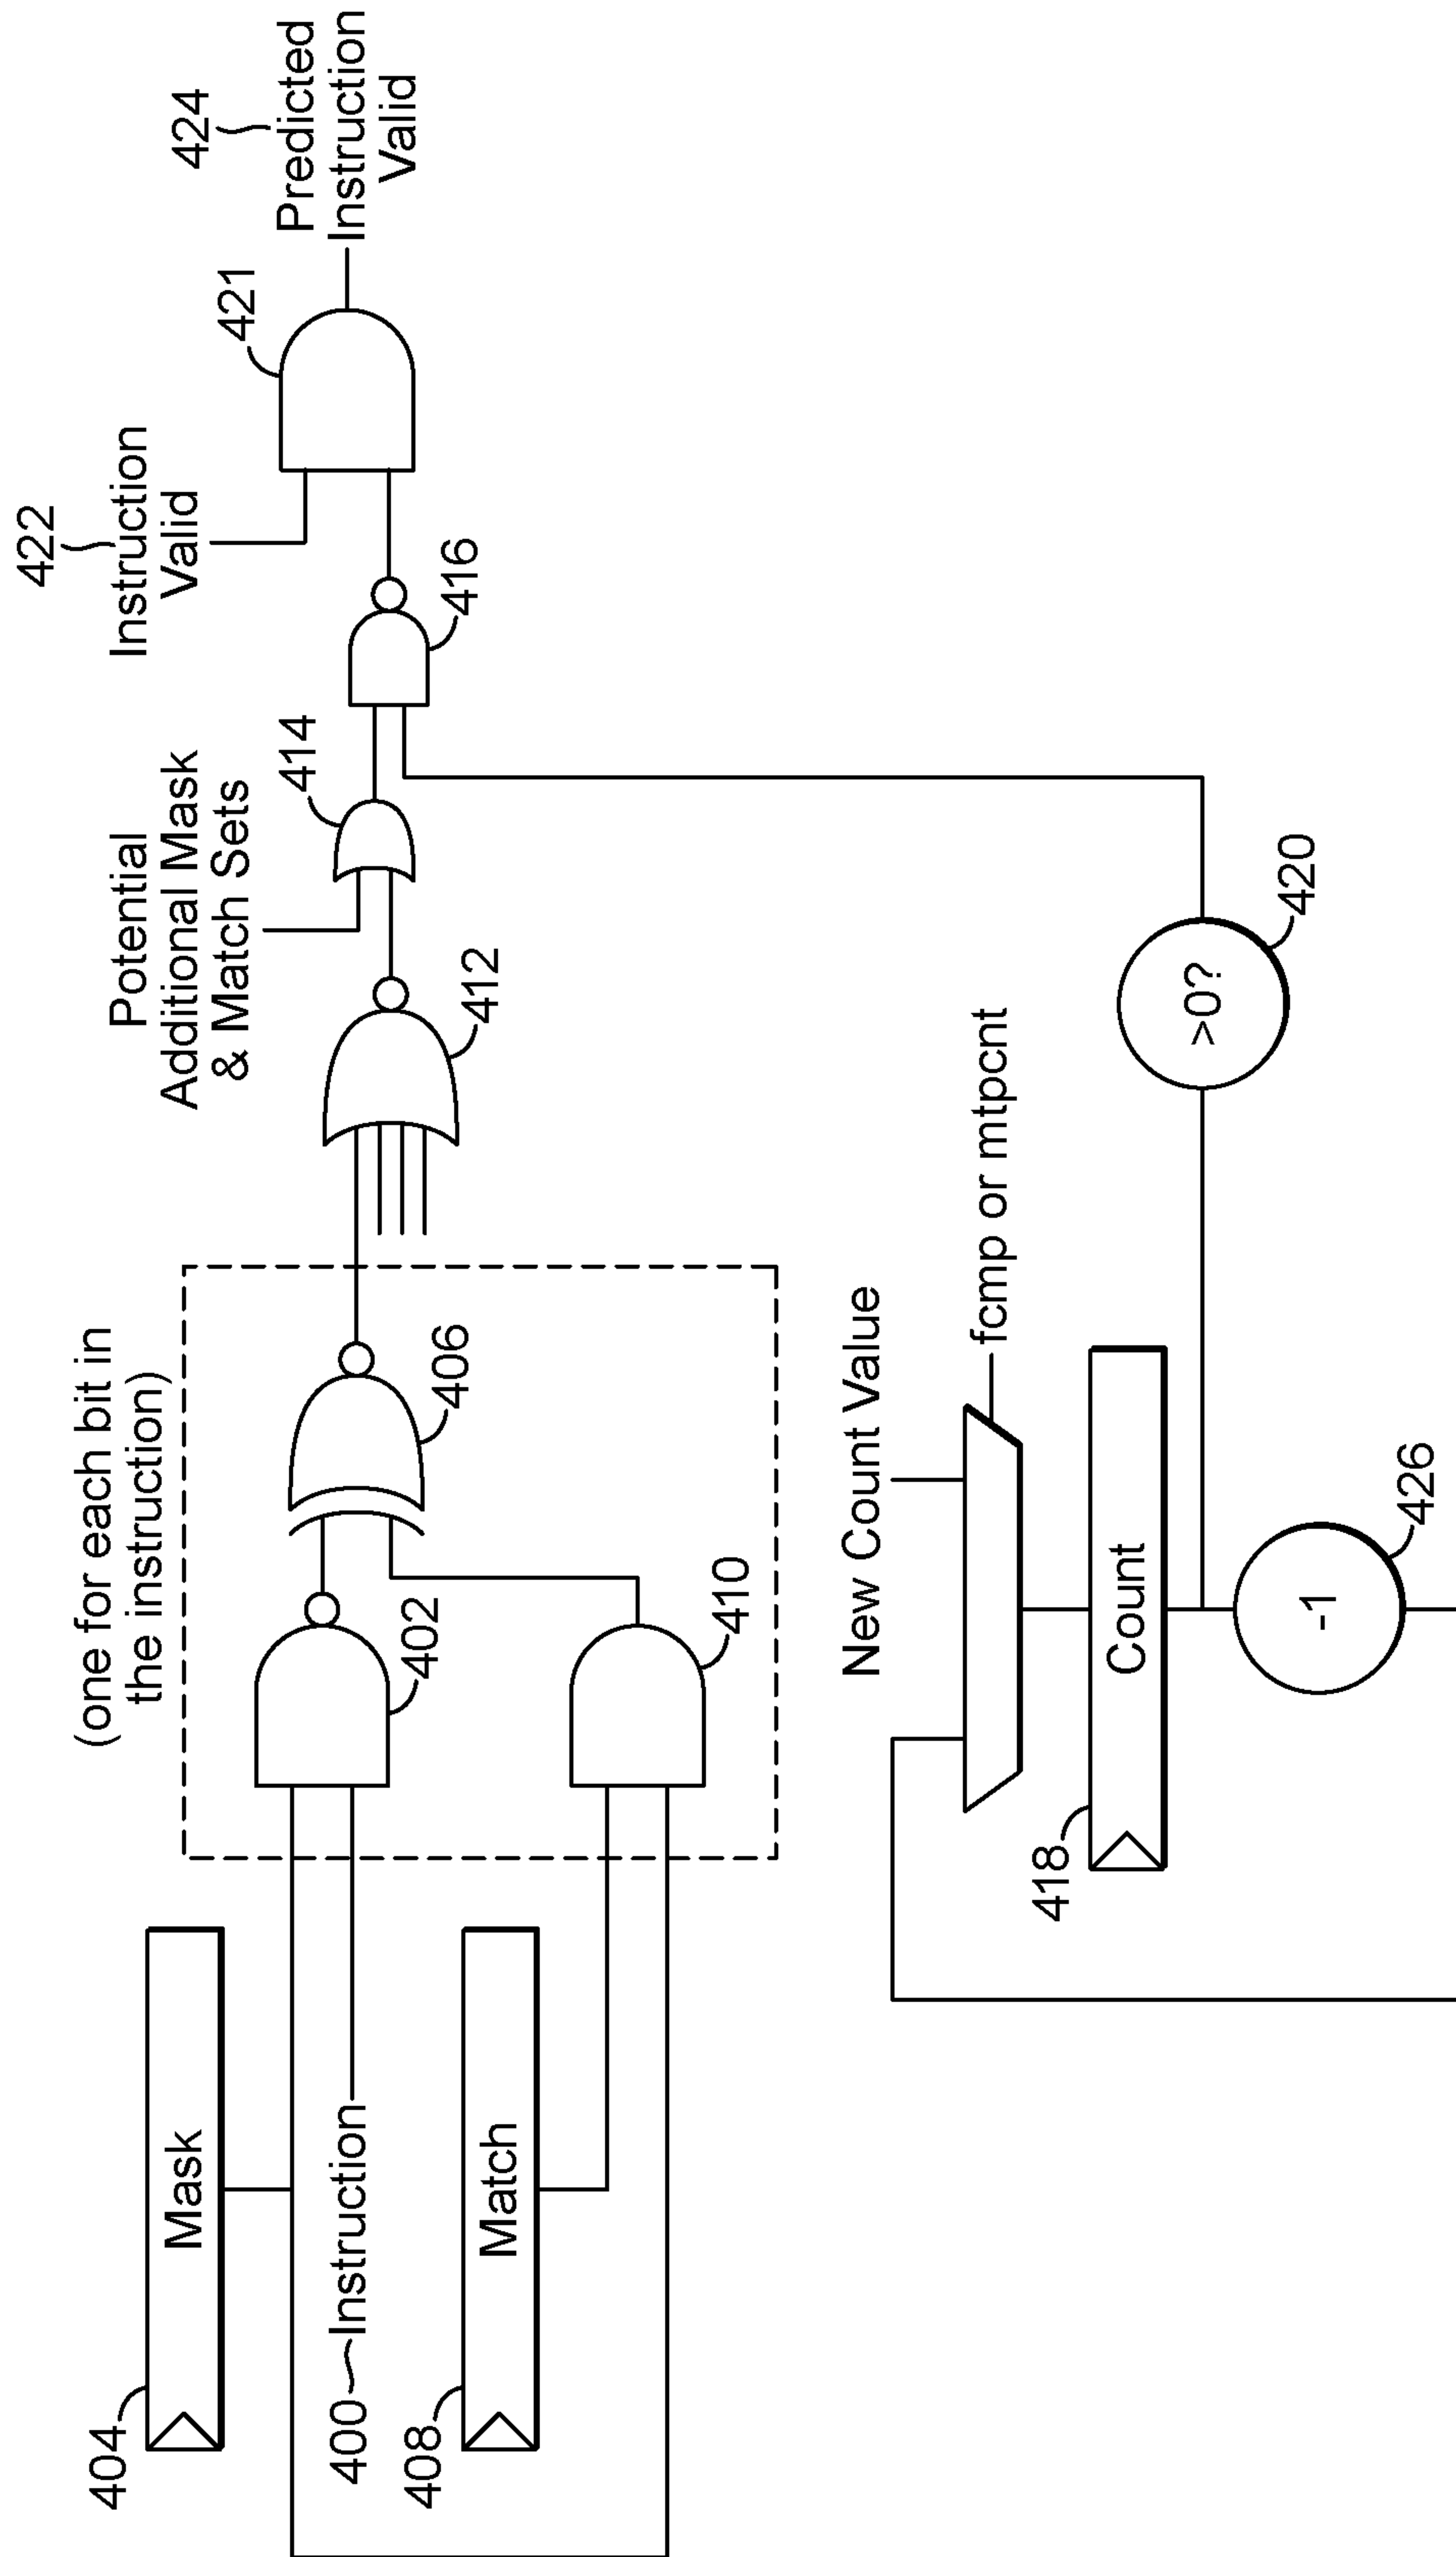 (one for each bit in
the instruction)
404
Mask
400
Instruction
408
Match
402
410
406
412
Potential
Additional Mask
& Match Sets
414
416
422
Instruction
Valid
421
424
Predicted
Instruction
Valid
New Count Value
fcmp or mtpcnt
418
Count
-1
426
>0?
420